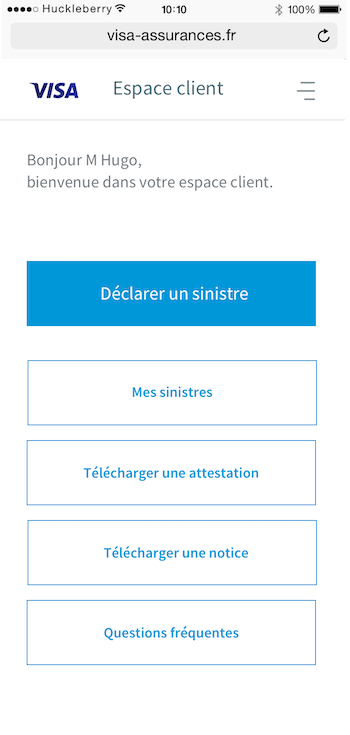 Huckleberry 10:10 100%
visa-assurances.fr
VISA Espace client
Bonjour M Hugo,
bienvenue dans votre espace client.
Déclarer un sinistre
Mes sinistres
Télécharger une attestation
Télécharger une notice
Questions fréquentes